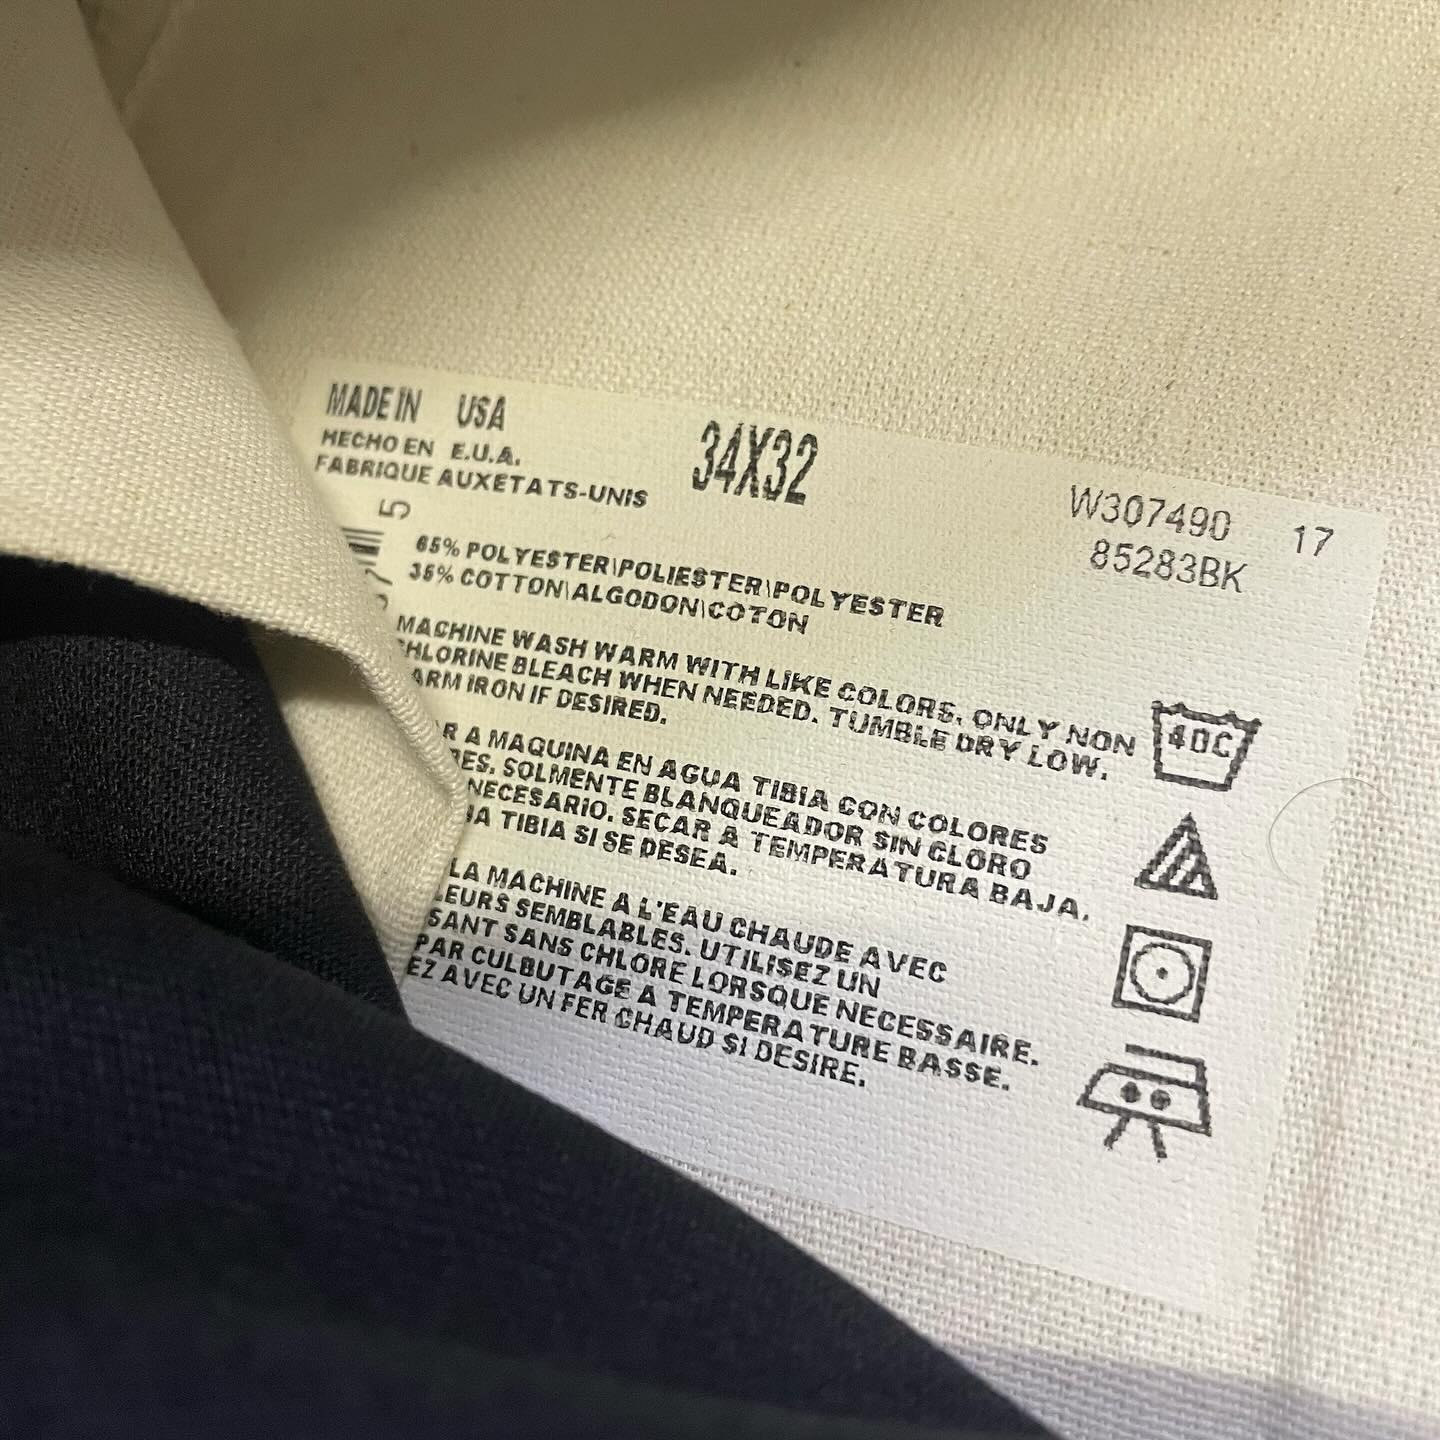 MADE IN USA
HECHO EN E.U.A.
FABRIQUE AUXETATS-UNIS
34X32
W307490 17
85283BK
5
65% POLYESTER\POLIESTER\POLYESTER
35% COTTON\ALGODON\COTON
MACHINE WASH WARM WITH LIKE COLORS, ONLY NON
CHLORINE BLEACH WHEN NEEDED. TUMBLE DRY LOW.
ARM IRON IF DESIRED.
R A MAQUINA EN AGUA TIBIA CON COLORES
RES, SOLMENTE BLANQUEADOR SIN CLORO
NECESARIO. SECAR A TEMPERATURA BAJA.
HA TIBIA SI SE DESEA.
LA MACHINE A L'EAU CHAUDE AVEC
LEURS SEMBLABLES. UTILISEZ UN
SANT SANS CHLORE LORSQUE NECESSAIRE.
PAR CULBUTAGE A TEMPERATURE BASSE.
EZ AVEC UN FER CHAUD SI DESIRE.
40C